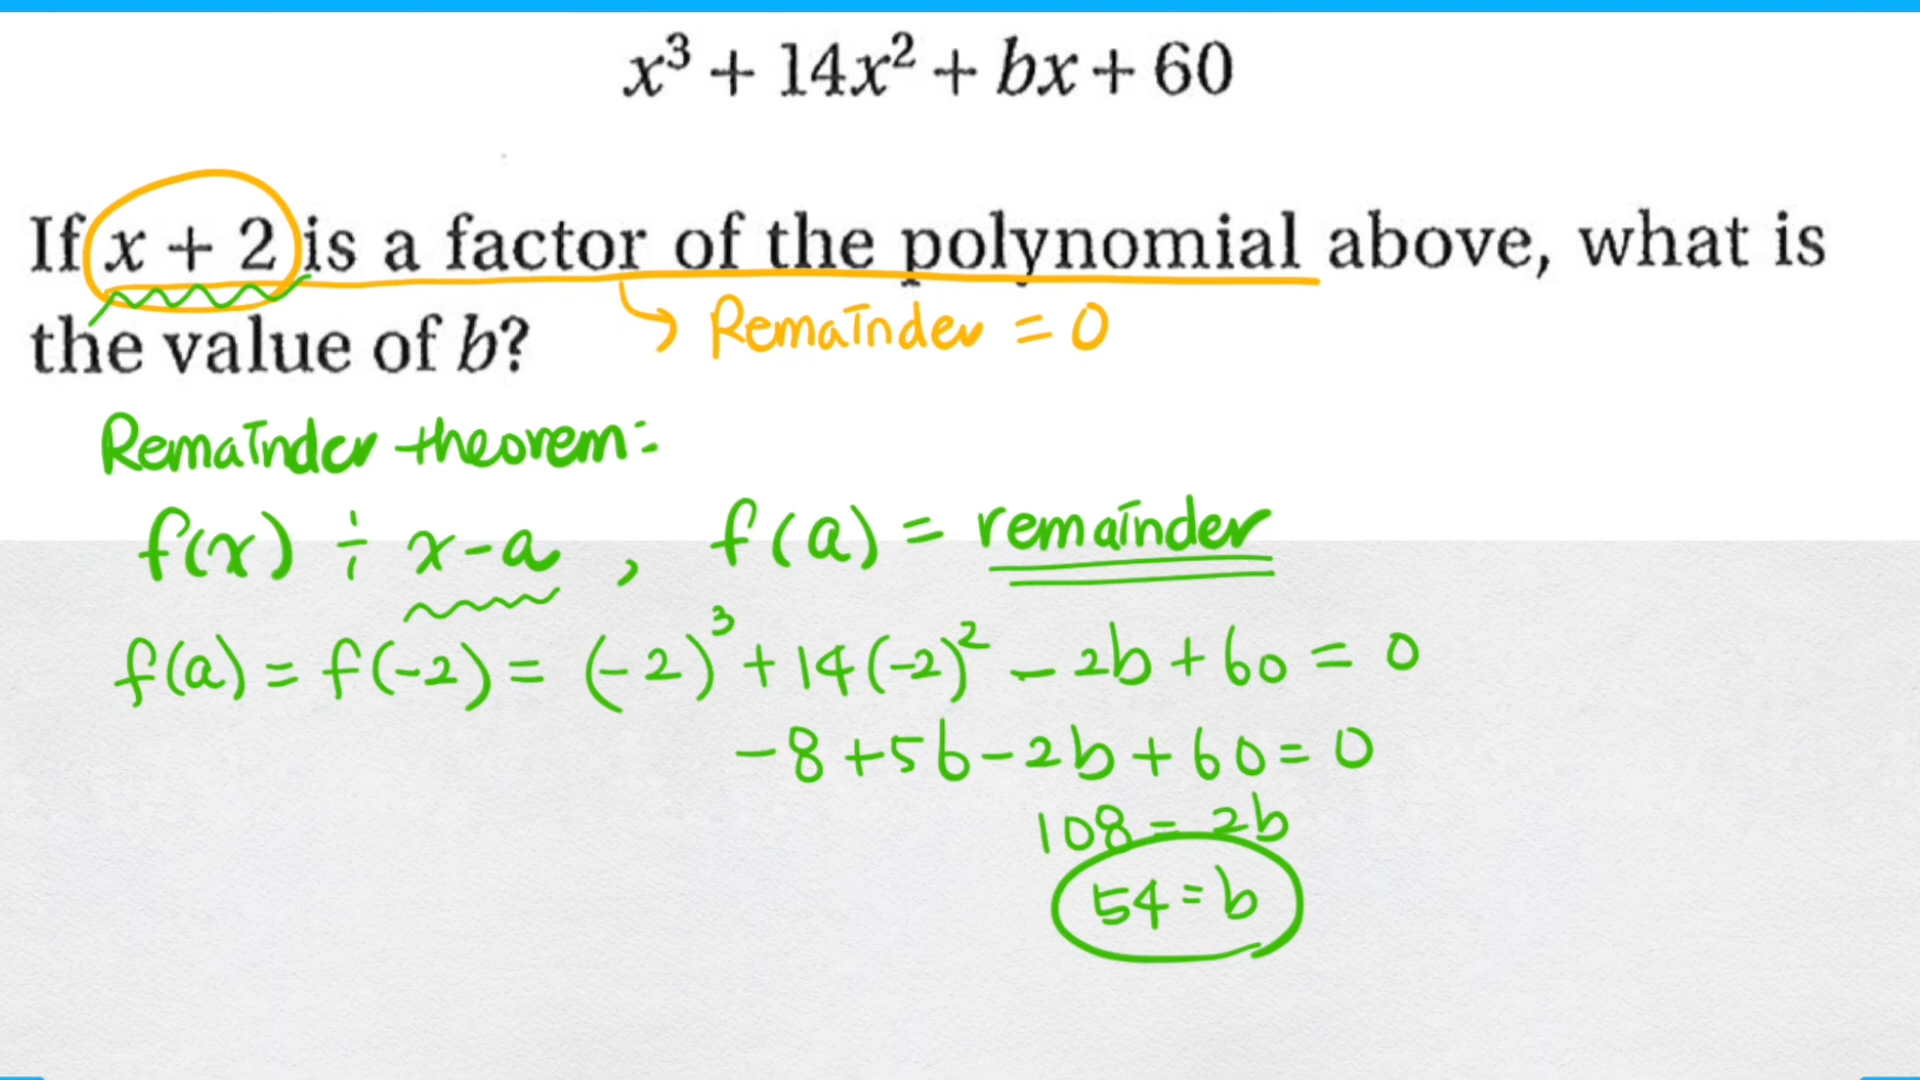 x³ + 14x² + bx + 60
If x + 2 is a factor of the polynomial above, what is
the value of b?
Remainder = 0
Remainder theorem:
f(x) ÷ x-a , f(a) = remainder
f(a) = f(-2) = (-2)³ + 14(-2)² - 2b + 60 = 0
-8 + 56 - 2b + 60 = 0
108 = 2b
54 = b